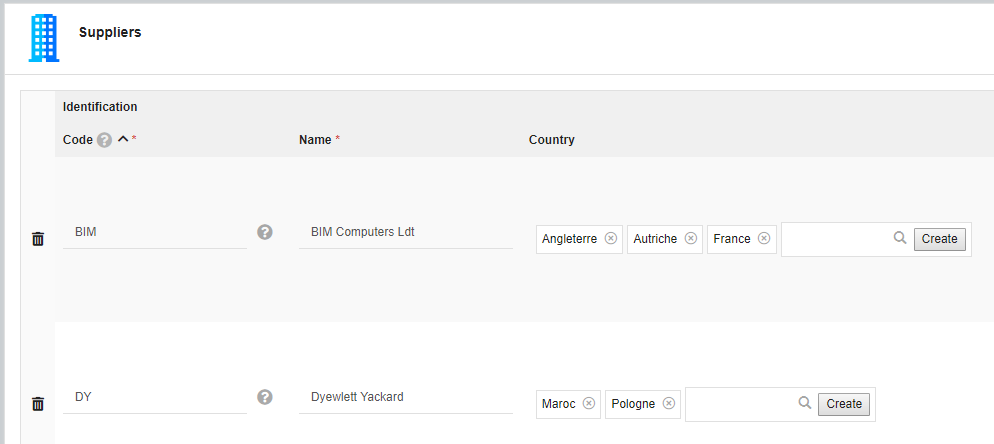 Suppliers
Identification
Code ? * Name * Country
BIM ? BIM Computers Ldt Angleterre Autriche France Create
DY ? Dyewlett Yackard Maroc Pologne Create